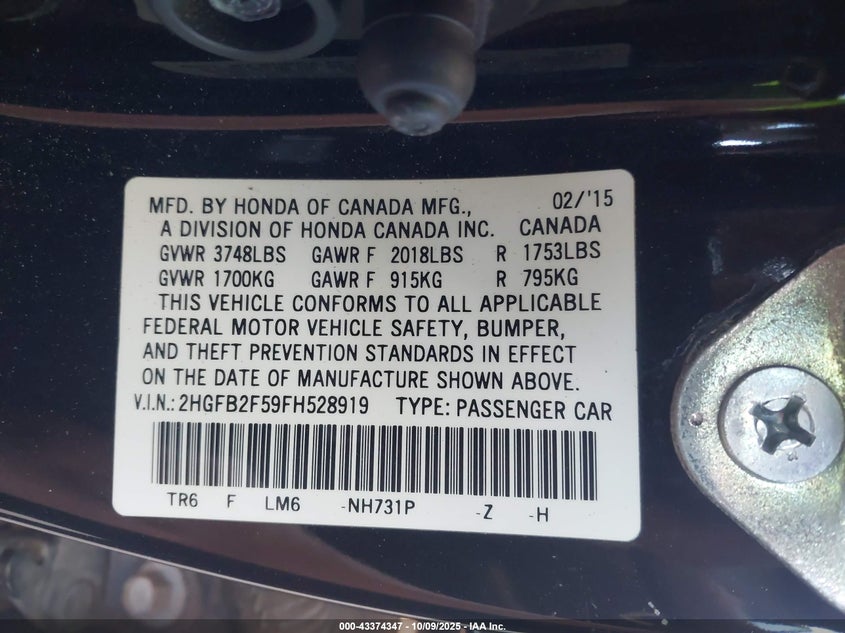 MFD. BY HONDA OF CANADA MFG., 02/'15
A DIVISION OF HONDA CANADA INC. CANADA
GVWR 3748LBS GAWR F 2018LBS R 1753LBS
GVWR 1700KG GAWR F 915KG R 795KG
THIS VEHICLE CONFORMS TO ALL APPLICABLE
FEDERAL MOTOR VEHICLE SAFETY, BUMPER,
AND THEFT PREVENTION STANDARDS IN EFFECT
ON THE DATE OF MANUFACTURE SHOWN ABOVE.
V.I.N.: 2HGFB2F59FH528919 TYPE: PASSENGER CAR
TR6 F LM6 -NH731P -Z -H
000-43374347 - 10/09/2025 - IAA Inc.